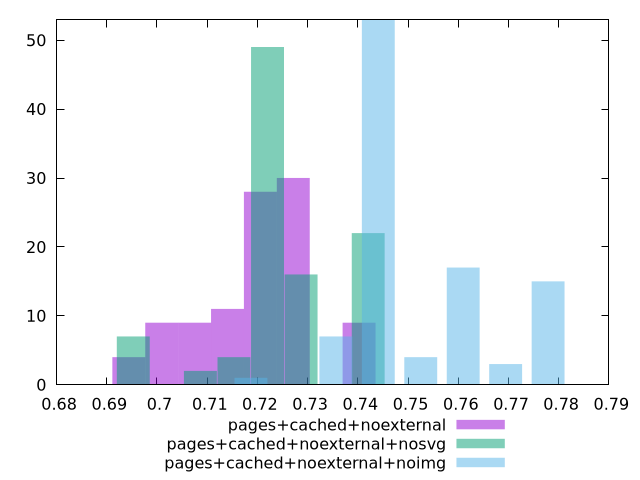 50
40
30
20
10
0
0.68 0.69 0.7 0.71 0.72 0.73 0.74 0.75 0.76 0.77 0.78 0.79
pages+cached+noexternal
pages+cached+noexternal+nosvg
pages+cached+noexternal+noimg